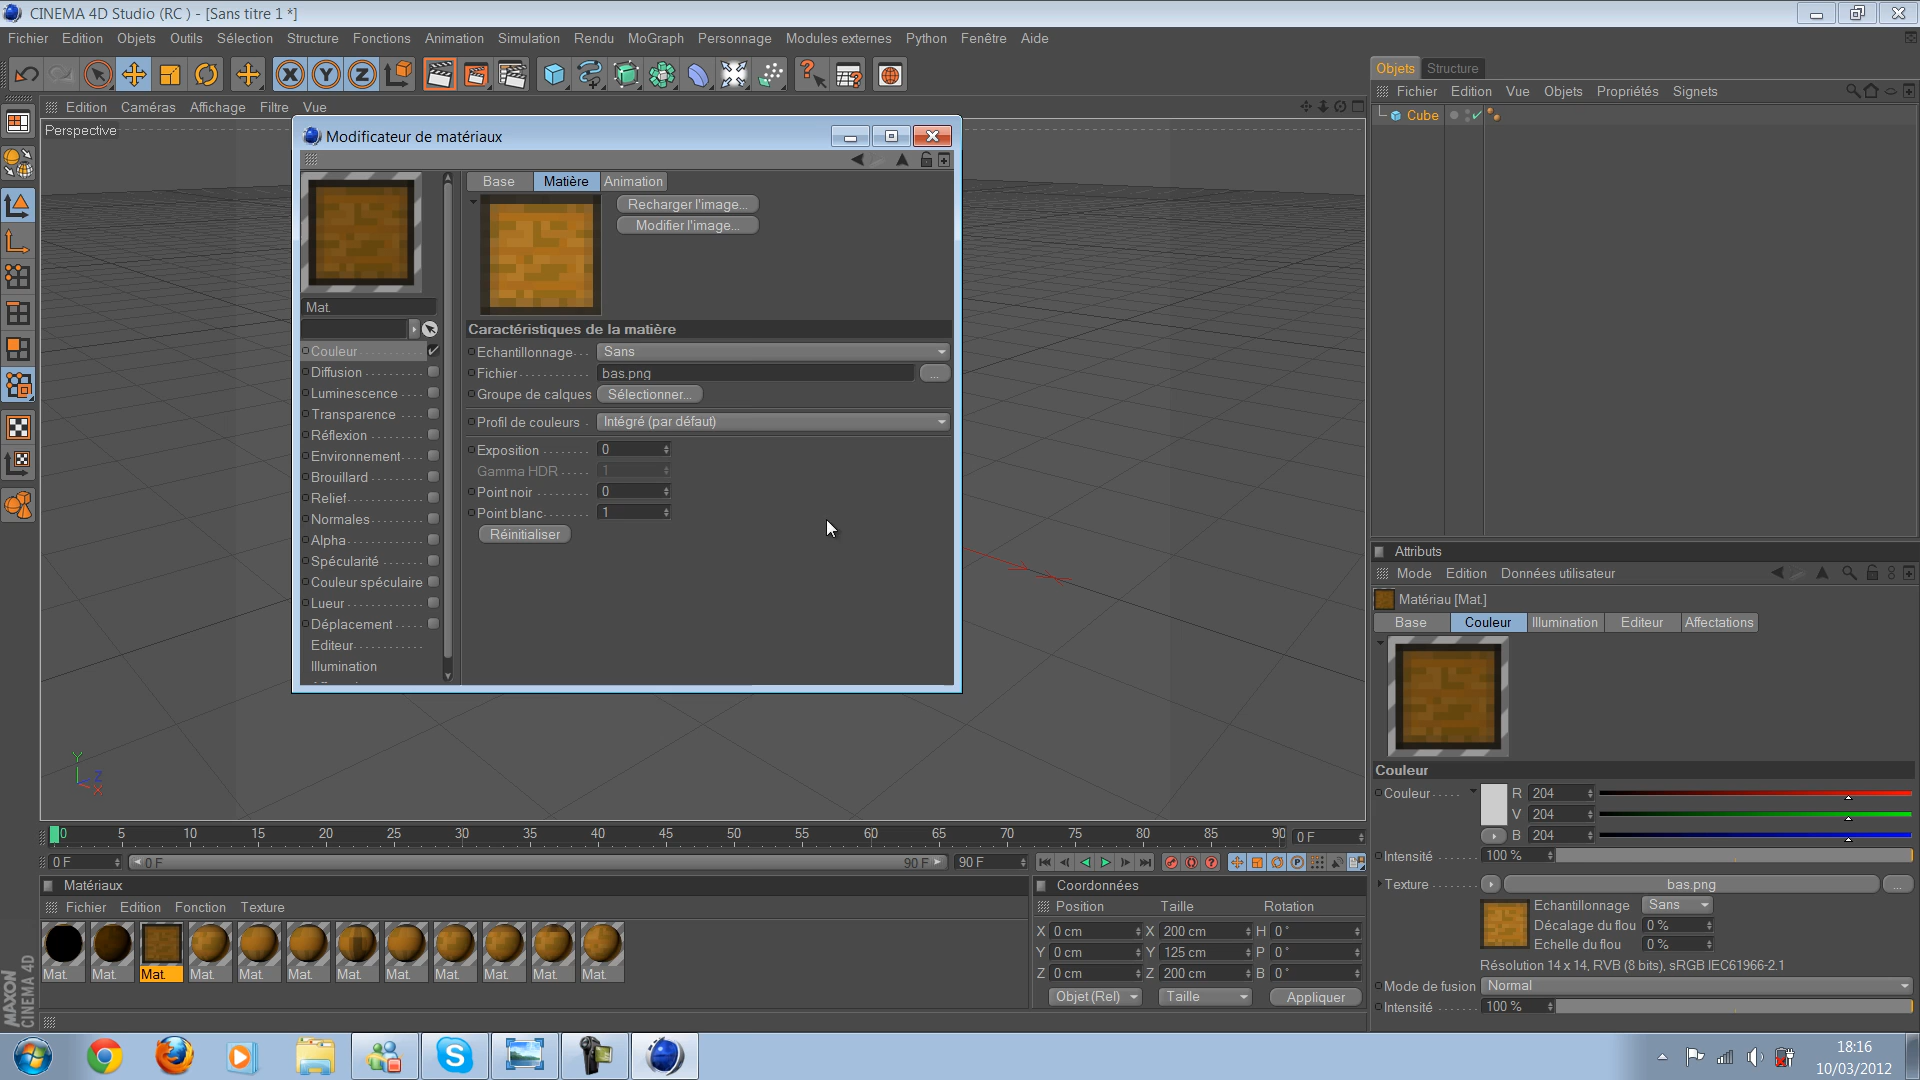 CINEMA 4D Studio (RC ) - [Sans titre 1 *]
Fichier Edition Objets Outils Sélection Structure Fonctions Animation Simulation Rendu MoGraph Personnage Modules externes Python Fenêtre Aide
Edition Caméras Affichage Filtre Vue
Perspective
Modificateur de matériaux
Base Matière Animation
Recharger l'image...
Modifier l'image...
Mat.
Caractéristiques de la matière
Echantillonnage Sans
Fichier bas.png ...
Groupe de calques Sélectionner...
Profil de couleurs Intégré (par défaut)
Exposition 0
Gamma HDR 1
Point noir 0
Point blanc 1
Réinitialiser
Couleur
Diffusion
Luminescence
Transparence
Réflexion
Environnement
Brouillard
Relief
Normales
Alpha
Spécularité
Couleur spéculaire
Lueur
Déplacement
Editeur
Illumination
Y
Z
X
0 5 10 15 20 25 30 35 40 45 50 55 60 65 70 75 80 85 90 0 F
0 F 0 F 90 F 90 F
Matériaux
Fichier Edition Fonction Texture
Mat. Mat. Mat. Mat. Mat. Mat. Mat. Mat. Mat. Mat. Mat. Mat.
MAXON
CINEMA 4D
Coordonnées
Position Taille Rotation
X 0 cm X 200 cm H 0°
Y 0 cm Y 125 cm P 0°
Z 0 cm Z 200 cm B 0°
Objet (Rel) Taille Appliquer
Objets Structure
Fichier Edition Vue Objets Propriétés Signets
Cube
Attributs
Mode Edition Données utilisateur
Matériau [Mat.]
Base Couleur Illumination Editeur Affectations
Couleur
Couleur R 204
V 204
B 204
Intensité 100 %
Texture bas.png ...
Echantillonnage Sans
Décalage du flou 0 %
Echelle du flou 0 %
Résolution 14 x 14, RVB (8 bits), sRGB IEC61966-2.1
Mode de fusion Normal
Intensité 100 %
18:16
10/03/2012